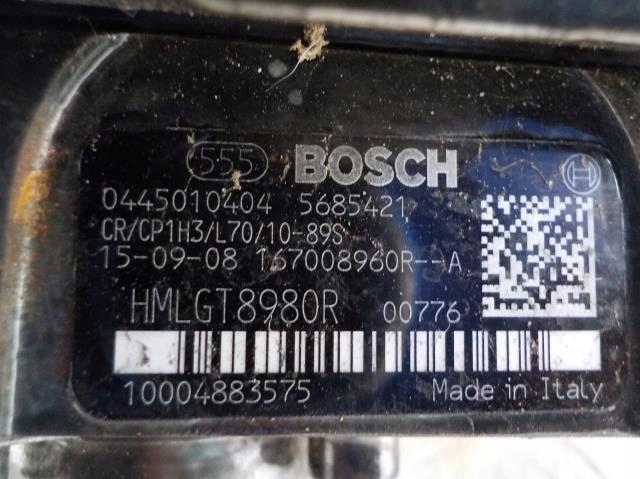 555 BOSCH
0445010404 5685421
CR/CP1H3/L70/10-89S
15-09-08 167008960R--A
HMLGT8980R 00776
10004883575 Made in Italy